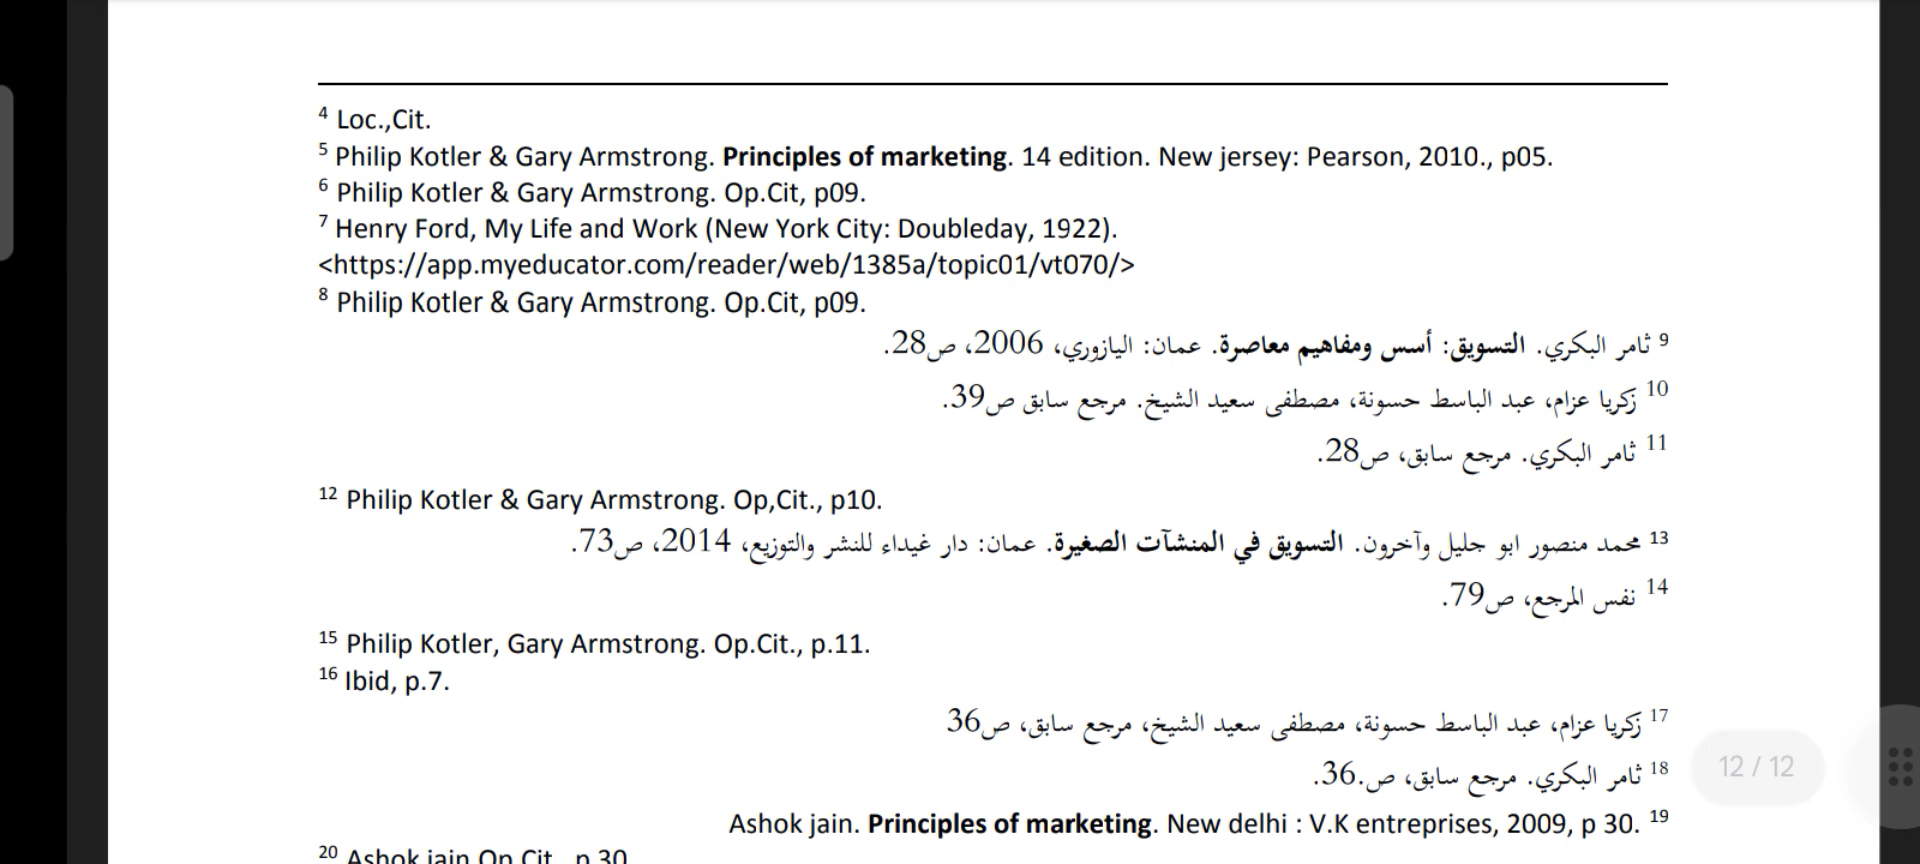 4 Loc.,Cit.
5 Philip Kotler & Gary Armstrong. Principles of marketing. 14 edition. New jersey: Pearson, 2010., p05.
6 Philip Kotler & Gary Armstrong. Op.Cit, p09.
7 Henry Ford, My Life and Work (New York City: Doubleday, 1922).
<https://app.myeducator.com/reader/web/1385a/topic01/vt070/>
8 Philip Kotler & Gary Armstrong. Op.Cit, p09.
9 ثامر البكري. التسويق: أسس ومفاهيم معاصرة. عمان: اليازوري، 2006، ص28.
10 زكريا عزام، عبد الباسط حسونة، مصطفى سعيد الشيخ. مرجع سابق ص39.
11 ثامر البكري. مرجع سابق، ص28.
12 Philip Kotler & Gary Armstrong. Op,Cit., p10.
13 محمد منصور ابو جليل وآخرون. التسويق في المنشآت الصغيرة. عمان: دار غيداء للنشر والتوزيع، 2014، ص73.
14 نفس المرجع، ص79.
15 Philip Kotler, Gary Armstrong. Op.Cit., p.11.
16 Ibid, p.7.
17 زكريا عزام، عبد الباسط حسونة، مصطفى سعيد الشيخ، مرجع سابق، ص36
18 ثامر البكري. مرجع سابق، ص.36.
Ashok jain. Principles of marketing. New delhi : V.K entreprises, 2009, p 30. 19
20 Ashok jain Op Cit., p 30
12 / 12